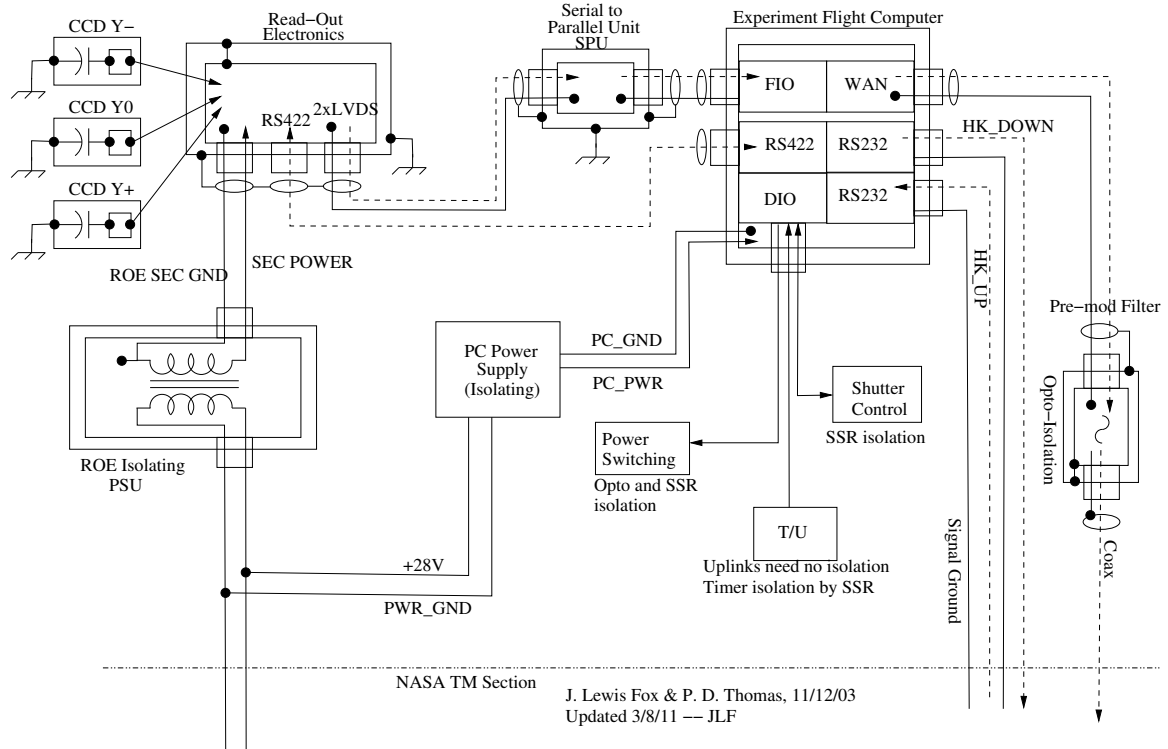 CCD Y−
Read−Out
Electronics
Serial to
Parallel Unit
SPU
Experiment Flight Computer
CCD Y0
RS422
2xLVDS
FIO
WAN
HK_DOWN
RS422
RS232
CCD Y+
DIO
RS232
ROE SEC GND
SEC POWER
HK_UP
Pre−mod Filter
PC Power
Supply
(Isolating)
PC_GND
PC_PWR
Shutter
Control
SSR isolation
Opto−Isolation
Power
Switching
Opto and SSR
isolation
ROE Isolating
PSU
T/U
Uplinks need no isolation
Timer isolation by SSR
Signal Ground
Coax
+28V
PWR_GND
NASA TM Section
J. Lewis Fox & P. D. Thomas, 11/12/03
Updated 3/8/11 −− JLF